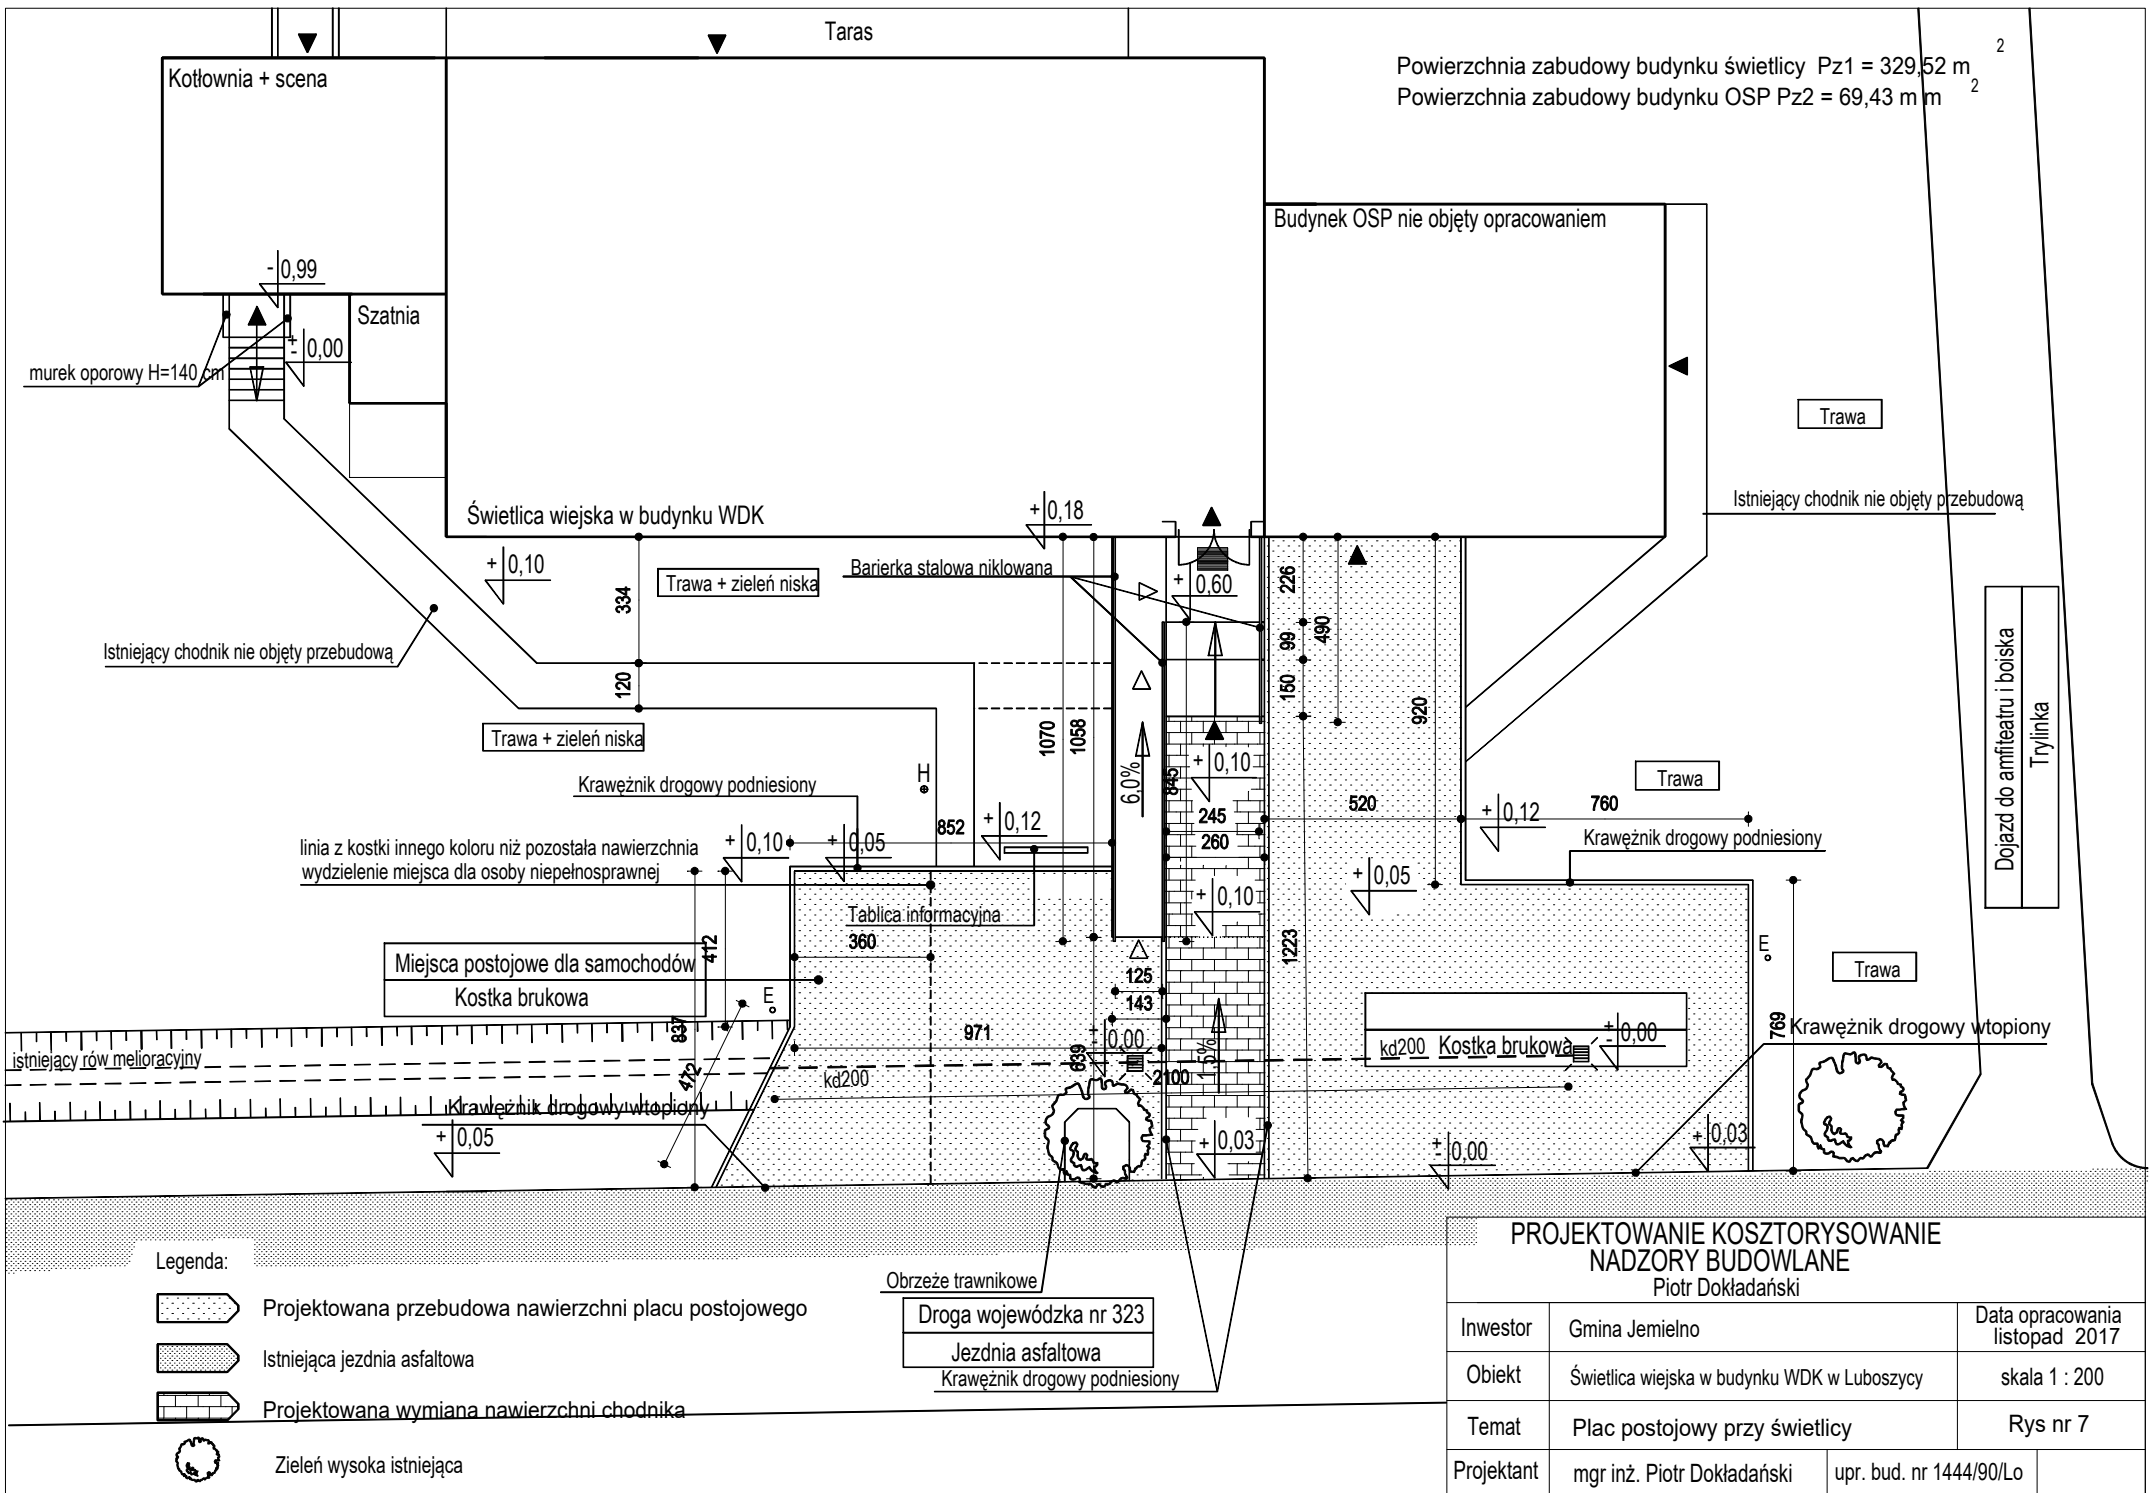 Taras
Kotłownia + scena
Powierzchnia zabudowy budynku świetlicy Pz1 = 329,52 m 2
Powierzchnia zabudowy budynku OSP Pz2 = 69,43 m m 2
Budynek OSP nie objęty opracowaniem
- 0,99
Szatnia
+
- 0,00
murek oporowy H=140 cm
Trawa
Istniejący chodnik nie objęty przebudową
Świetlica wiejska w budynku WDK
+ 0,18
+ 0,10
Trawa + zieleń niska
Barierka stalowa niklowana
+ 0,60
334
226
490
99
150
920
Istniejący chodnik nie objęty przebudową
120
Trawa + zieleń niska
1070
1058
6,0%
845
+ 0,10
H
Krawężnik drogowy podniesiony
Trawa
Dojazd do amfiteatru i boiska
Trylinka
245
260
520
760
852
+ 0,12
+ 0,12
+ 0,10
+ 0,05
Krawężnik drogowy podniesiony
linia z kostki innego koloru niż pozostała nawierzchnia
wydzielenie miejsca dla osoby niepełnosprawnej
+ 0,05
+ 0,10
Tablica informacyjna
360
412
1223
Miejsca postojowe dla samochodów
Kostka brukowa
E
E
Trawa
125
143
971
837
472
639
+
- 0,00
1,5%
2100
kd200
kd200
Kostka brukowa
+
- 0,00
769
Krawężnik drogowy wtopiony
istniejący rów melioracyjny
Krawężnik drogowy wtopiony
+ 0,05
+ 0,03
+
- 0,00
+ 0,03
Legenda:
Projektowana przebudowa nawierzchni placu postojowego
Istniejąca jezdnia asfaltowa
Projektowana wymiana nawierzchni chodnika
Zieleń wysoka istniejąca
Obrzeże trawnikowe
Droga wojewódzka nr 323
Jezdnia asfaltowa
Krawężnik drogowy podniesiony
PROJEKTOWANIE KOSZTORYSOWANIE
NADZORY BUDOWLANE
Piotr Dokładański
Inwestor
Gmina Jemielno
Data opracowania
listopad 2017
Obiekt
Świetlica wiejska w budynku WDK w Luboszycy
skala 1 : 200
Temat
Plac postojowy przy świetlicy
Rys nr 7
Projektant
mgr inż. Piotr Dokładański
upr. bud. nr 1444/90/Lo